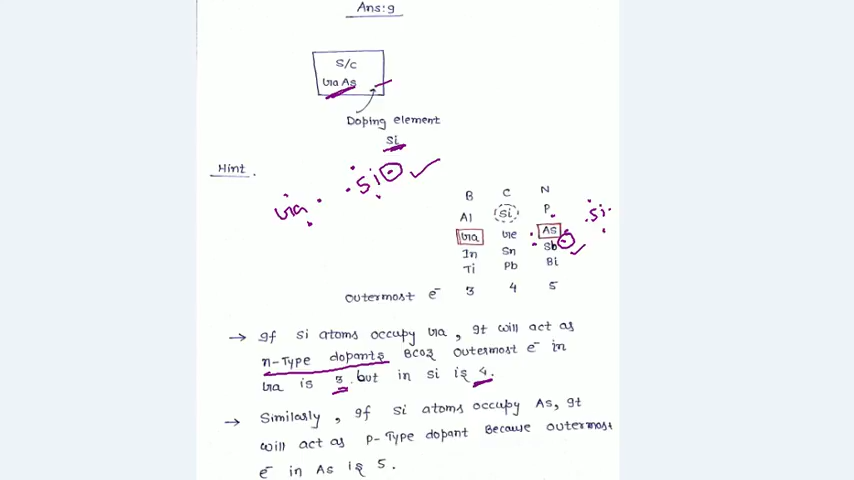 Ans:9
S/c
GaAs
Doping element
Si
Hint.
Ga Si
B C N
Al Si P Si
Ga Ge As
In Sn Sb
Ti Pb Bi
outermost e⁻ 3 4 5
→ If Si atoms occupy Ga, It will act as
n-Type dopants BCOZ outermost e⁻ in
Ga is 3. but in si is 4.
→ Similarly, If Si atoms occupy As, It
will act as P-Type dopant Because outermost
e⁻ in As is 5.